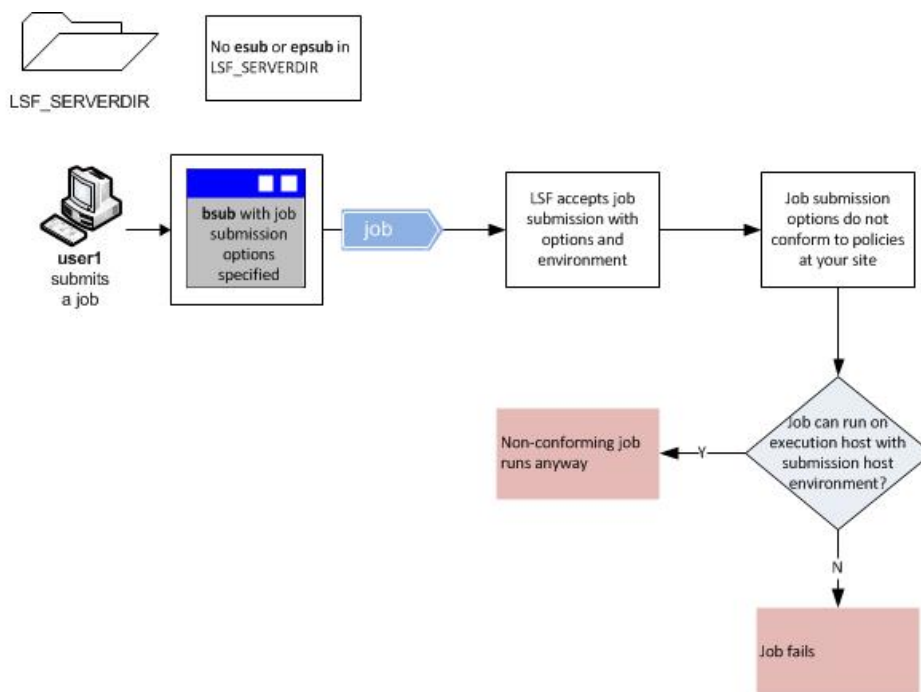 No esub or epsub in
LSF_SERVERDIR
LSF_SERVERDIR
user1
submits
a job
bsub with job
submission
options
specified
job
LSF accepts job
submission with
options and
environment
Job submission
options do not
conform to policies
at your site
Job can run on
execution host with
submission host
environment?
Y
Non-conforming job
runs anyway
N
Job fails